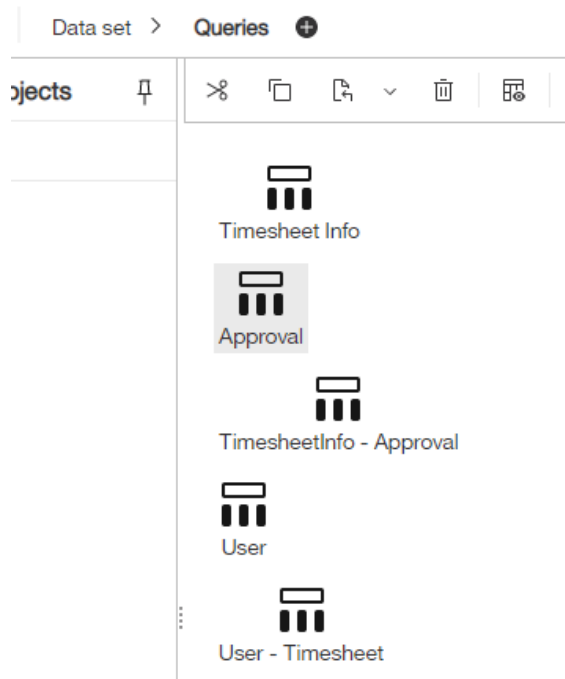 Data set > Queries
ojects
Timesheet Info
Approval
TimesheetInfo - Approval
User
User - Timesheet